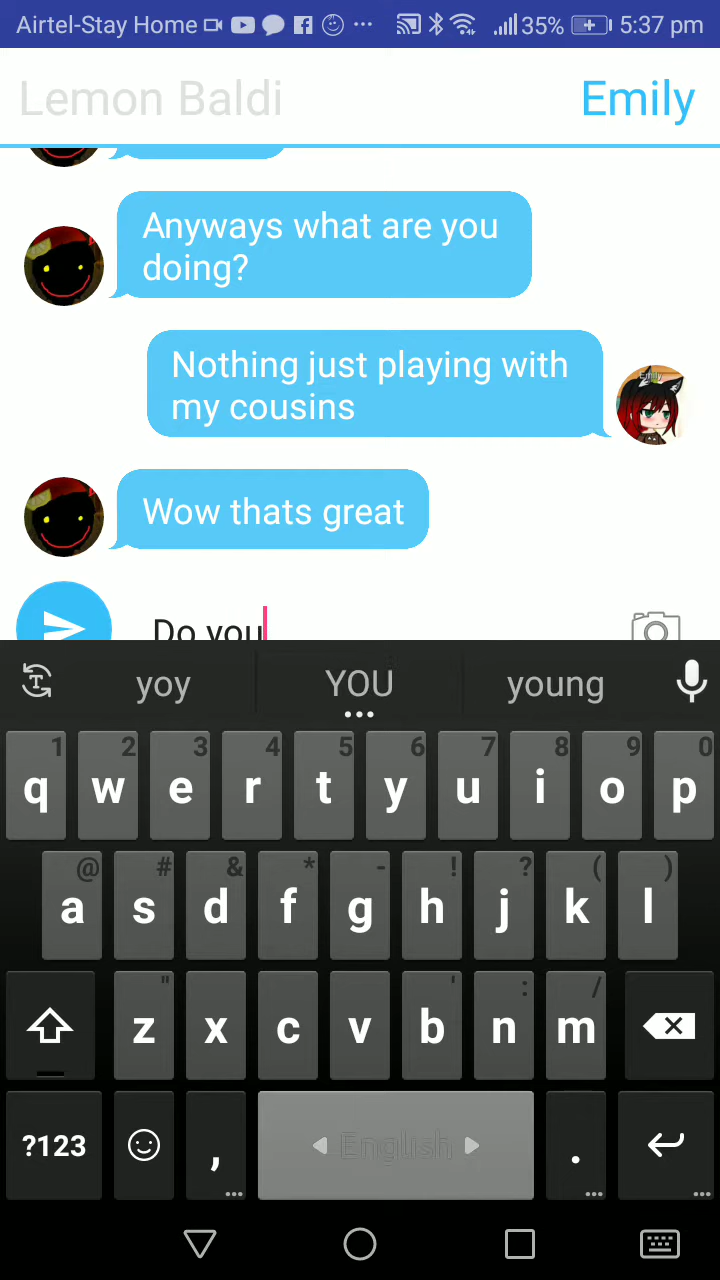 Airtel-Stay Home 35% 5:37 pm
Lemon Baldi Emily
Anyways what are you
doing?
Nothing just playing with
my cousins
Emily
Wow thats great
Do you
yoy YOU young
1 2 3 4 5 6 7 8 9 0
q w e r t y u i o p
@ # & * - ! ? ( )
a s d f g h j k l
" ' : /
z x c v b n m
?123 , English .